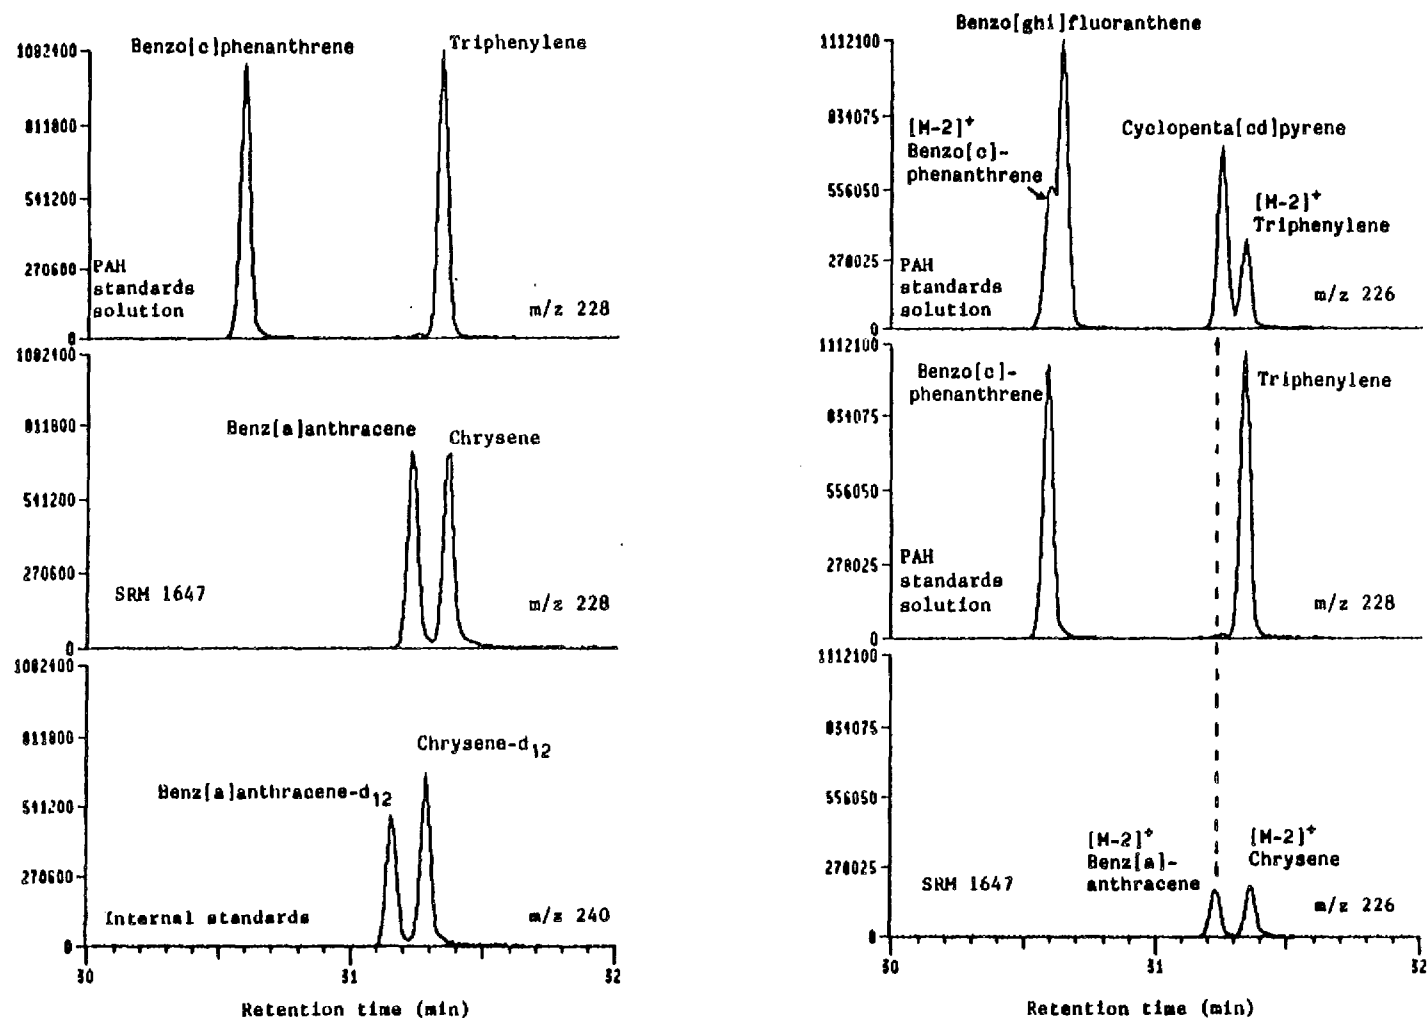 1082400
Benzo[c]phenanthrene
Triphenylene
811800
541200
270600
PAH
standards
solution
m/z 228
0
1082400
811800
Benz[a]anthracene
Chrysene
541200
270600
SRM 1647
m/z 228
0
1082400
811800
Chrysene-d12
Benz[a]anthracene-d12
541200
270600
Internal standards
m/z 240
0
30
31
32
Retention time (min)
Benzo[ghi]fluoranthene
1112100
834075
[M-2]+
Benzo[c]-
phenanthrene
Cyclopenta[cd]pyrene
556050
[M-2]+
Triphenylene
278025
PAH
standards
solution
m/z 226
0
1112100
Benzo[c]-
phenanthrene
Triphenylene
834075
556050
278025
PAH
standards
solution
m/z 228
0
1112100
834075
556050
[M-2]+
Benz[a]-
anthracene
[M-2]+
Chrysene
278025
SRM 1647
m/z 226
0
30
31
32
Retention time (min)